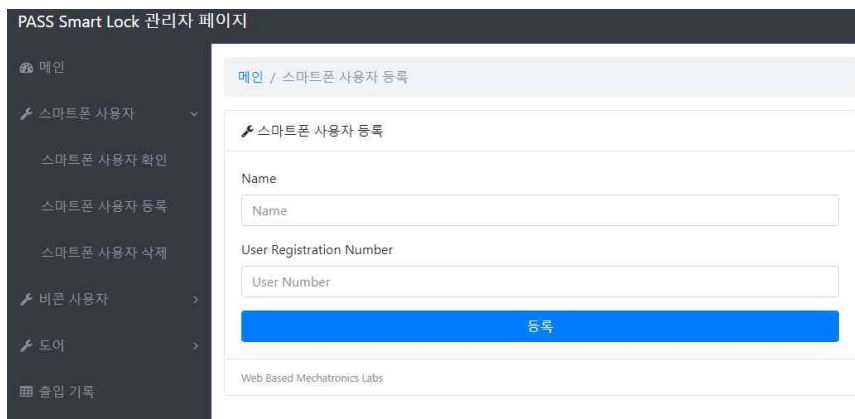 PASS Smart Lock 관리자 페이지
메인
스마트폰 사용자
스마트폰 사용자 확인
스마트폰 사용자 등록
스마트폰 사용자 삭제
비콘 사용자
도어
출입 기록
메인 / 스마트폰 사용자 등록
스마트폰 사용자 등록
Name
Name
User Registration Number
User Number
등록
Web Based Mechatronics Labs